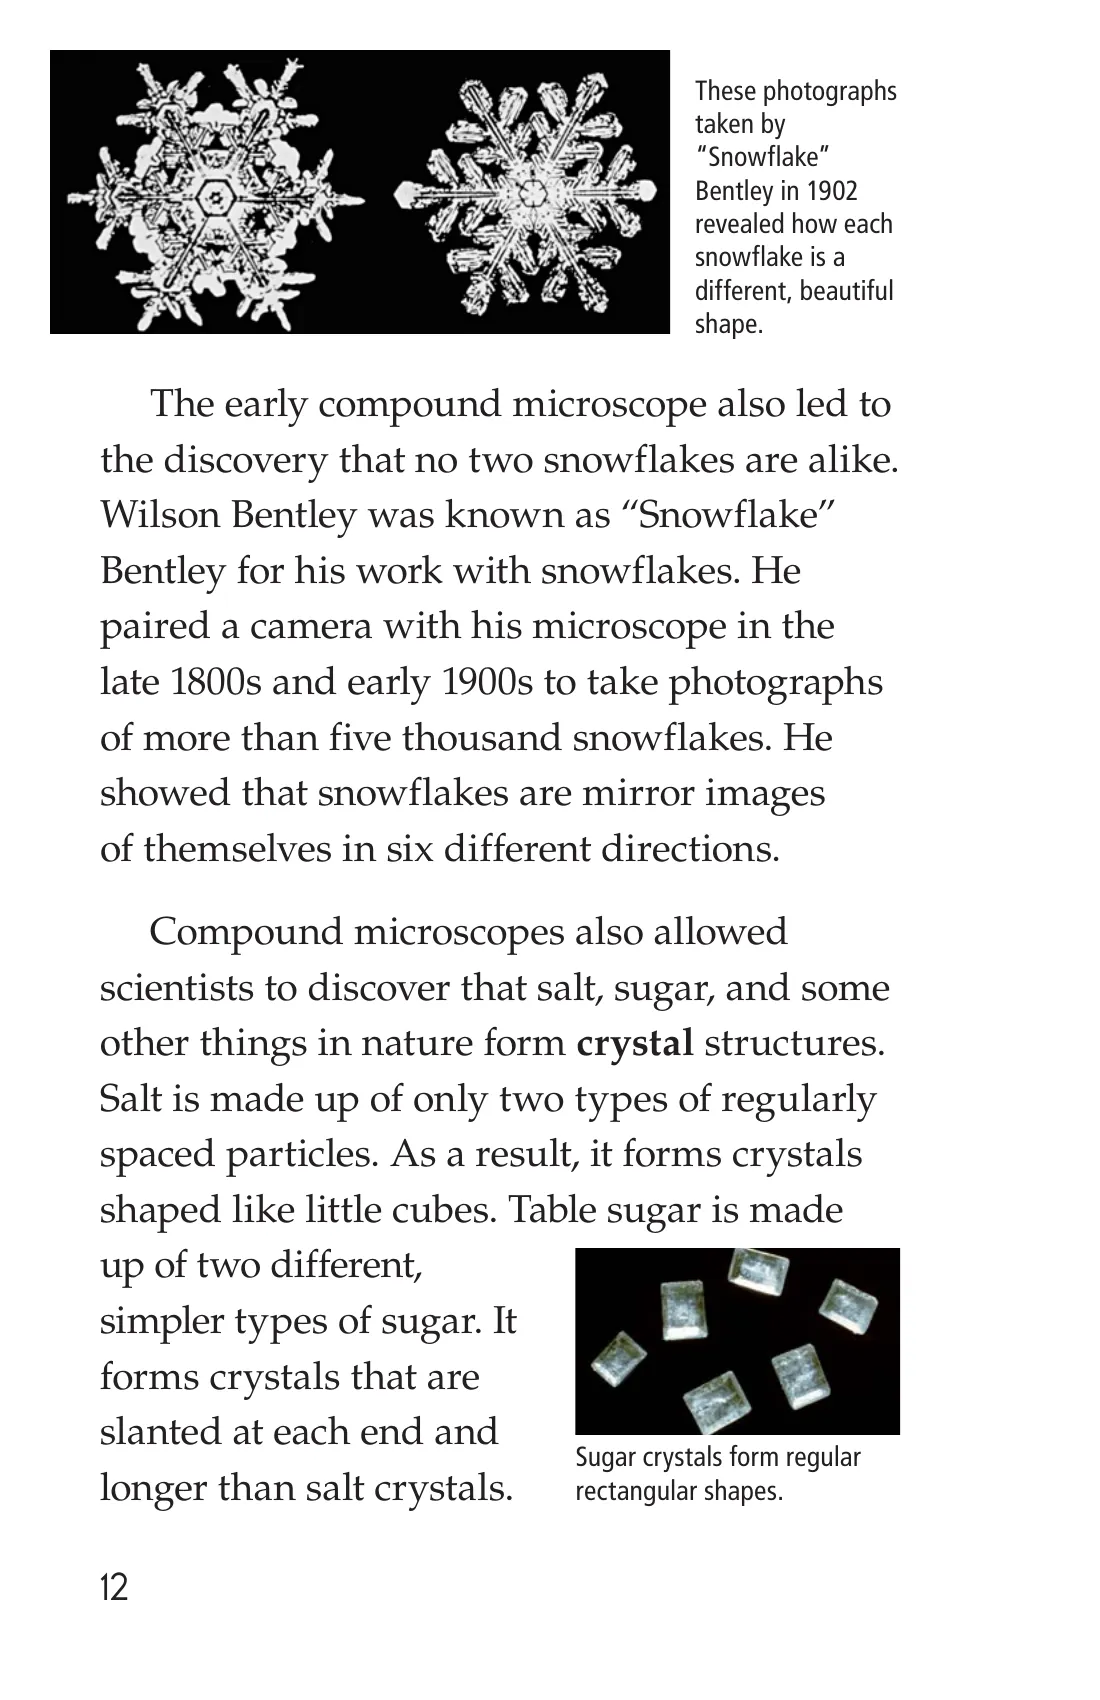 These photographs
taken by
“Snowflake”
Bentley in 1902
revealed how each
snowflake is a
different, beautiful
shape.
The early compound microscope also led to
the discovery that no two snowflakes are alike.
Wilson Bentley was known as “Snowflake”
Bentley for his work with snowflakes. He
paired a camera with his microscope in the
late 1800s and early 1900s to take photographs
of more than five thousand snowflakes. He
showed that snowflakes are mirror images
of themselves in six different directions.
Compound microscopes also allowed
scientists to discover that salt, sugar, and some
other things in nature form crystal structures.
Salt is made up of only two types of regularly
spaced particles. As a result, it forms crystals
shaped like little cubes. Table sugar is made
up of two different,
simpler types of sugar. It
forms crystals that are
slanted at each end and
longer than salt crystals.
Sugar crystals form regular
rectangular shapes.
12